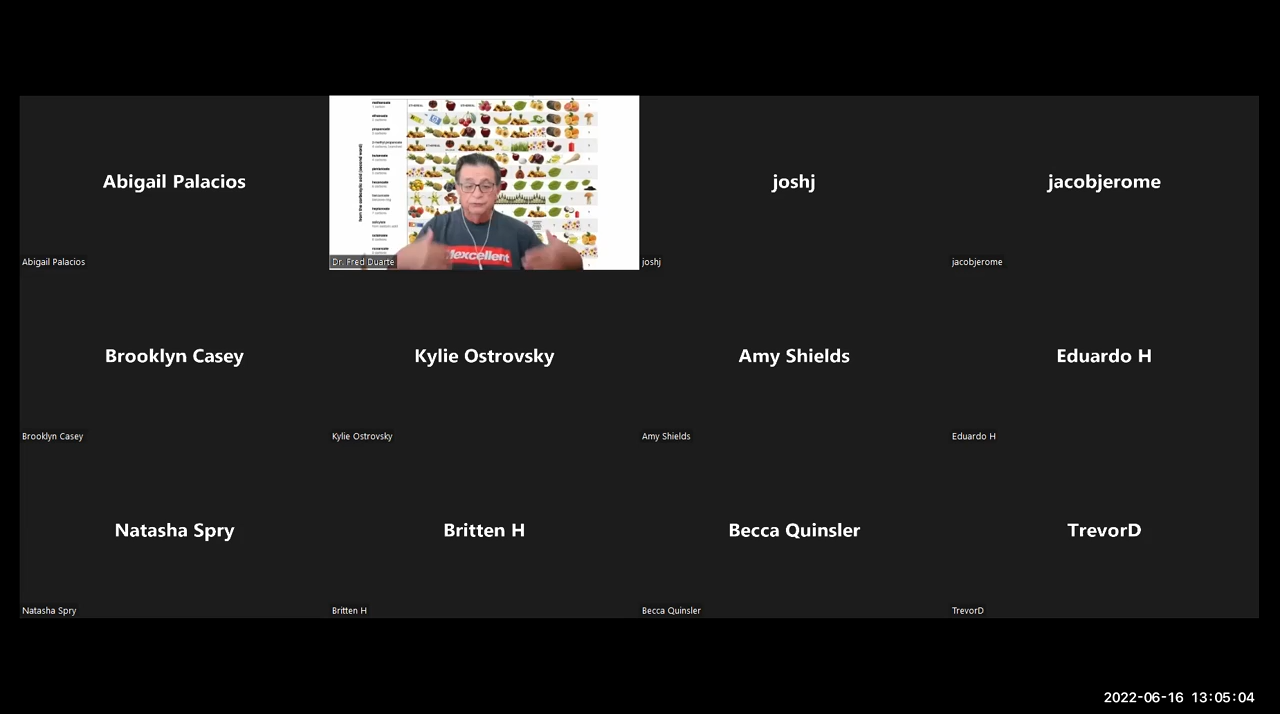 Abigail Palacios
joshj
jacobjerome
Abigail Palacios
Dr. Fred Duarte
joshj
jacobjerome
Mexcellent
Brooklyn Casey
Kylie Ostrovsky
Amy Shields
Eduardo H
Brooklyn Casey
Kylie Ostrovsky
Amy Shields
Eduardo H
Natasha Spry
Britten H
Becca Quinsler
TrevorD
Natasha Spry
Britten H
Becca Quinsler
TrevorD
2022-06-16 13:05:04